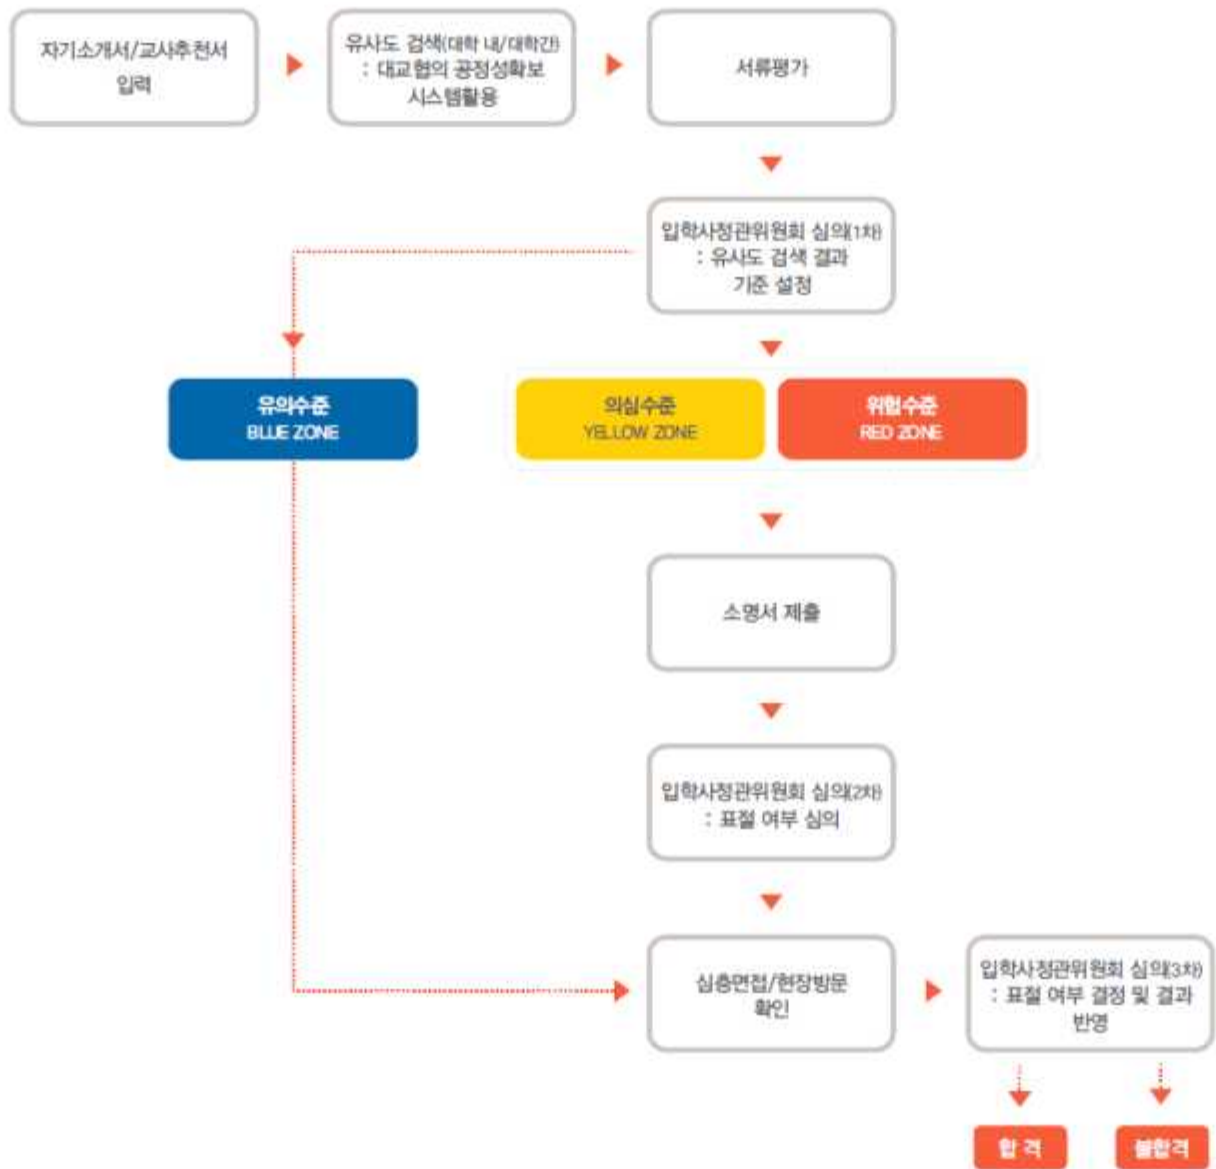 자기소개서/교사추천서
입력
유사도 검색(대학 내/대학간)
: 대교협의 공정성확보
시스템활용
서류평가
입학사정관위원회 심의(1차)
: 유사도 검색 결과
기준 설정
유의수준
BLUE ZONE
의심수준
YELLOW ZONE
위험수준
RED ZONE
소명서 제출
입학사정관위원회 심의(2차)
: 표절 여부 심의
심층면접/현장방문
확인
입학사정관위원회 심의(3차)
: 표절 여부 결정 및 결과
반영
합 격
불합격